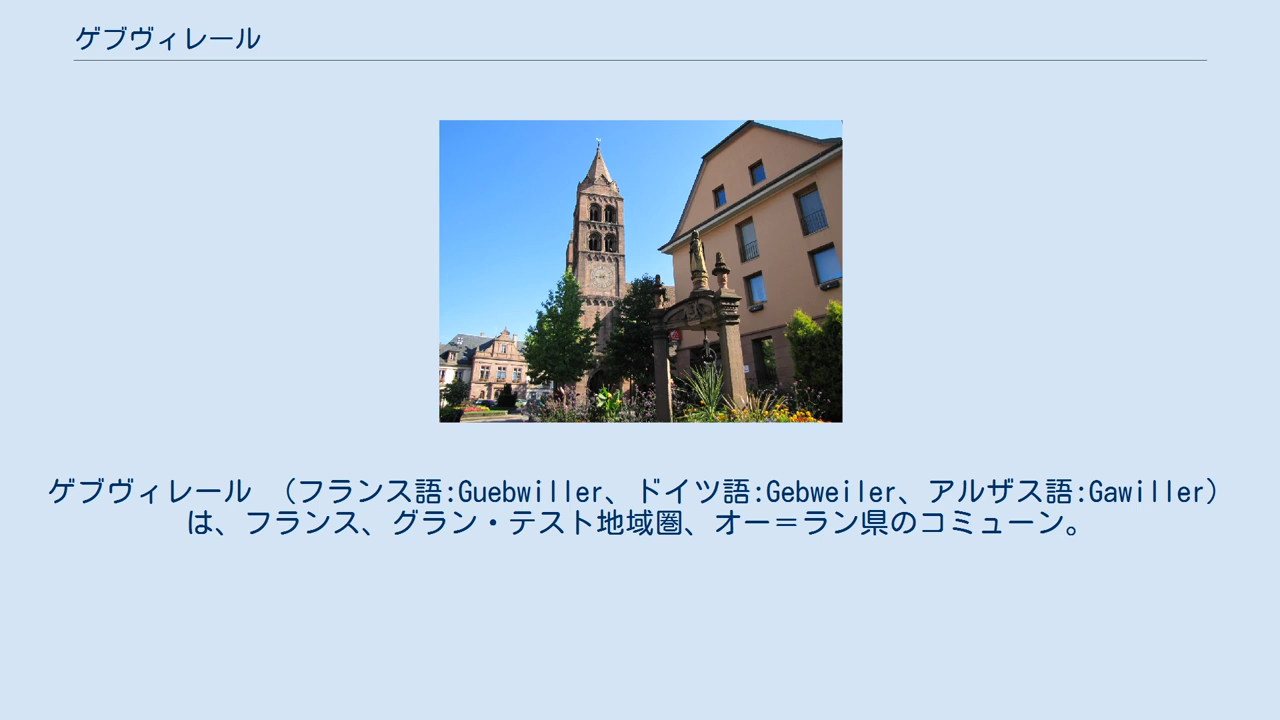 ゲブヴィレール
ゲブヴィレール （フランス語:Guebwiller、ドイツ語:Gebweiler、アルザス語:Gawiller）
は、フランス、グラン・テスト地域圏、オー＝ラン県のコミューン。